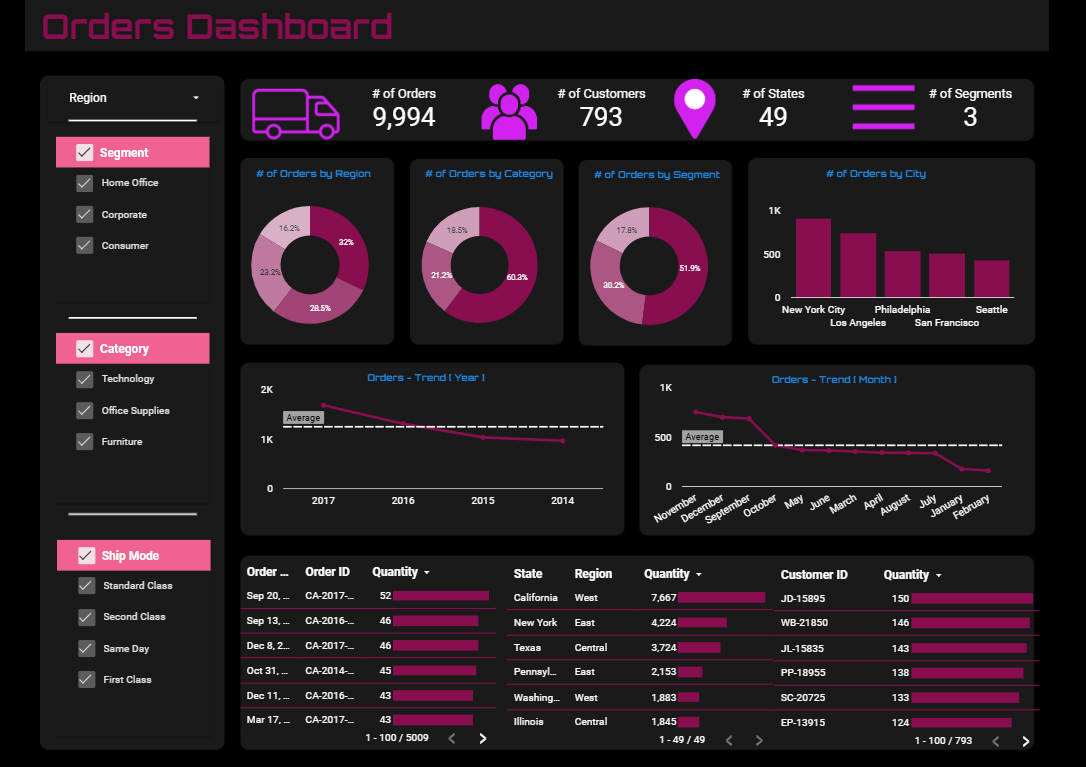 Orders Dashboard
Region
Segment
Home Office
Corporate
Consumer
Category
Technology
Office Supplies
Furniture
Ship Mode
Standard Class
Second Class
Same Day
First Class
# of Orders
9,994
# of Customers
793
# of States
49
# of Segments
3
# of Orders by Region
16.2%
32%
23.2%
28.5%
# of Orders by Category
18.5%
21.2%
60.3%
# of Orders by Segment
17.8%
51.9%
30.2%
# of Orders by City
1K
500
0
New York City
Los Angeles
Philadelphia
San Francisco
Seattle
Orders - Trend [ Year ]
2K
Average
1K
0
2017 2016 2015 2014
Orders - Trend [ Month ]
1K
500
Average
0
November December September October May June March April August July January February
Order ... Order ID Quantity
Sep 20, ... CA-2017-... 52
Sep 13, ... CA-2016-... 46
Dec 8, 2... CA-2017-... 46
Oct 31, ... CA-2014-... 45
Dec 11, ... CA-2016-... 43
Mar 17, ... CA-2017-... 43
1 - 100 / 5009
State Region Quantity
California West 7,667
New York East 4,224
Texas Central 3,724
Pennsyl... East 2,153
Washing... West 1,883
Illinois Central 1,845
1 - 49 / 49
Customer ID Quantity
JD-15895 150
WB-21850 146
JL-15835 143
PP-18955 138
SC-20725 133
EP-13915 124
1 - 100 / 793